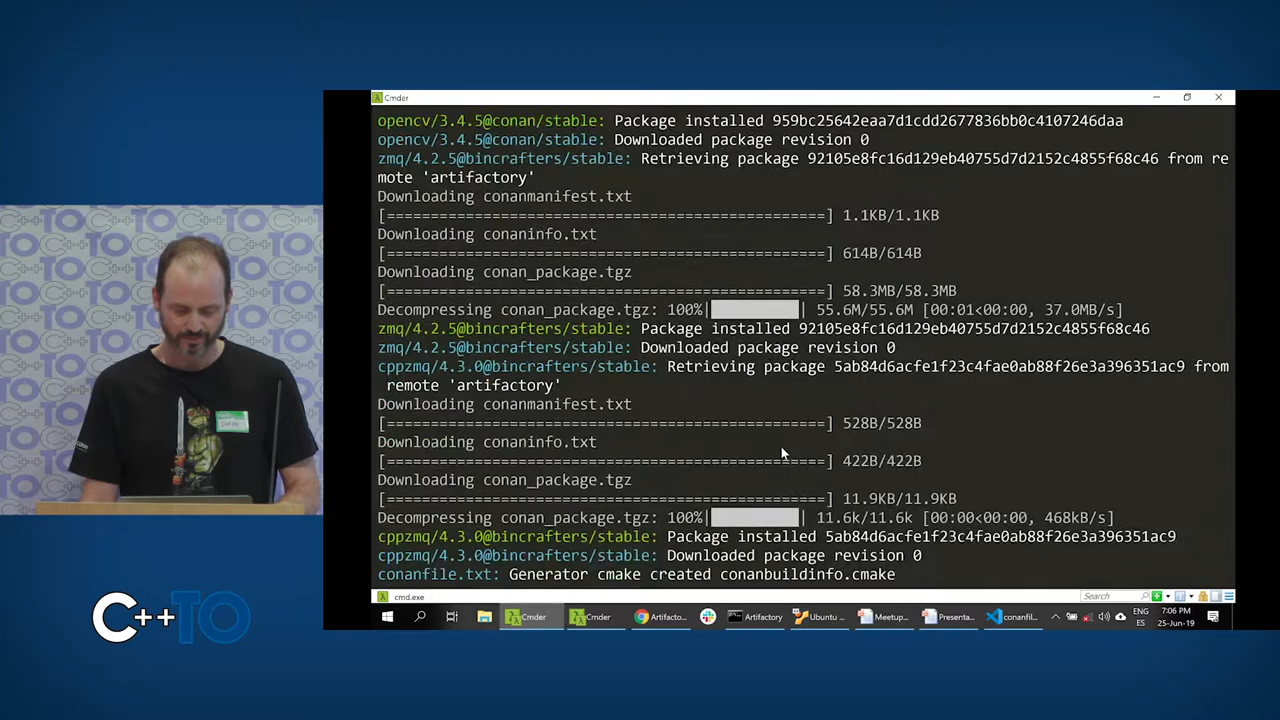 Cmder
opencv/3.4.5@conan/stable: Package installed 959bc25642eaa7d1cdd2677836bb0c4107246daa
opencv/3.4.5@conan/stable: Downloaded package revision 0
zmq/4.2.5@bincrafters/stable: Retrieving package 92105e8fc16d129eb40755d7d2152c4855f68c46 from re
mote 'artifactory'
Downloading conanmanifest.txt
[==================================================] 1.1KB/1.1KB
Downloading conaninfo.txt
[==================================================] 614B/614B
Downloading conan_package.tgz
[==================================================] 58.3MB/58.3MB
Decompressing conan_package.tgz: 100%| | 55.6M/55.6M [00:01<00:00, 37.0MB/s]
zmq/4.2.5@bincrafters/stable: Package installed 92105e8fc16d129eb40755d7d2152c4855f68c46
zmq/4.2.5@bincrafters/stable: Downloaded package revision 0
cppzmq/4.3.0@bincrafters/stable: Retrieving package 5ab84d6acfe1f23c4fae0ab88f26e3a396351ac9 from
remote 'artifactory'
Downloading conanmanifest.txt
[==================================================] 528B/528B
Downloading conaninfo.txt
[==================================================] 422B/422B
Downloading conan_package.tgz
[==================================================] 11.9KB/11.9KB
Decompressing conan_package.tgz: 100%| | 11.6k/11.6k [00:00<00:00, 468kB/s]
cppzmq/4.3.0@bincrafters/stable: Package installed 5ab84d6acfe1f23c4fae0ab88f26e3a396351ac9
cppzmq/4.3.0@bincrafters/stable: Downloaded package revision 0
conanfile.txt: Generator cmake created conanbuildinfo.cmake
cmd.exe
Search
Cmder Cmder Artifacto... Artifactory Ubuntu ... Meetup... Presenta... conanfil...
ENG
ES
7:06 PM
25-Jun-19
C++TO